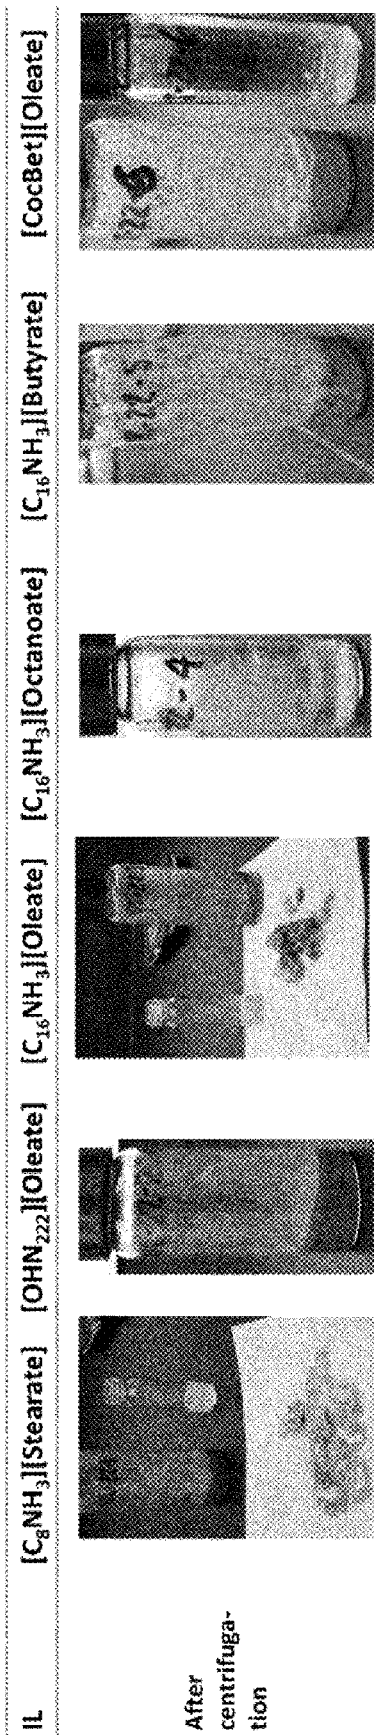 IL [C₈NH₃][Stearate] [OHN₂₂₂][Oleate] [C₁₆NH₃][Oleate] [C₁₆NH₃][Octanoate] [C₁₆NH₃][Butyrate] [CocBet][Oleate]
After
centrifuga-
tion